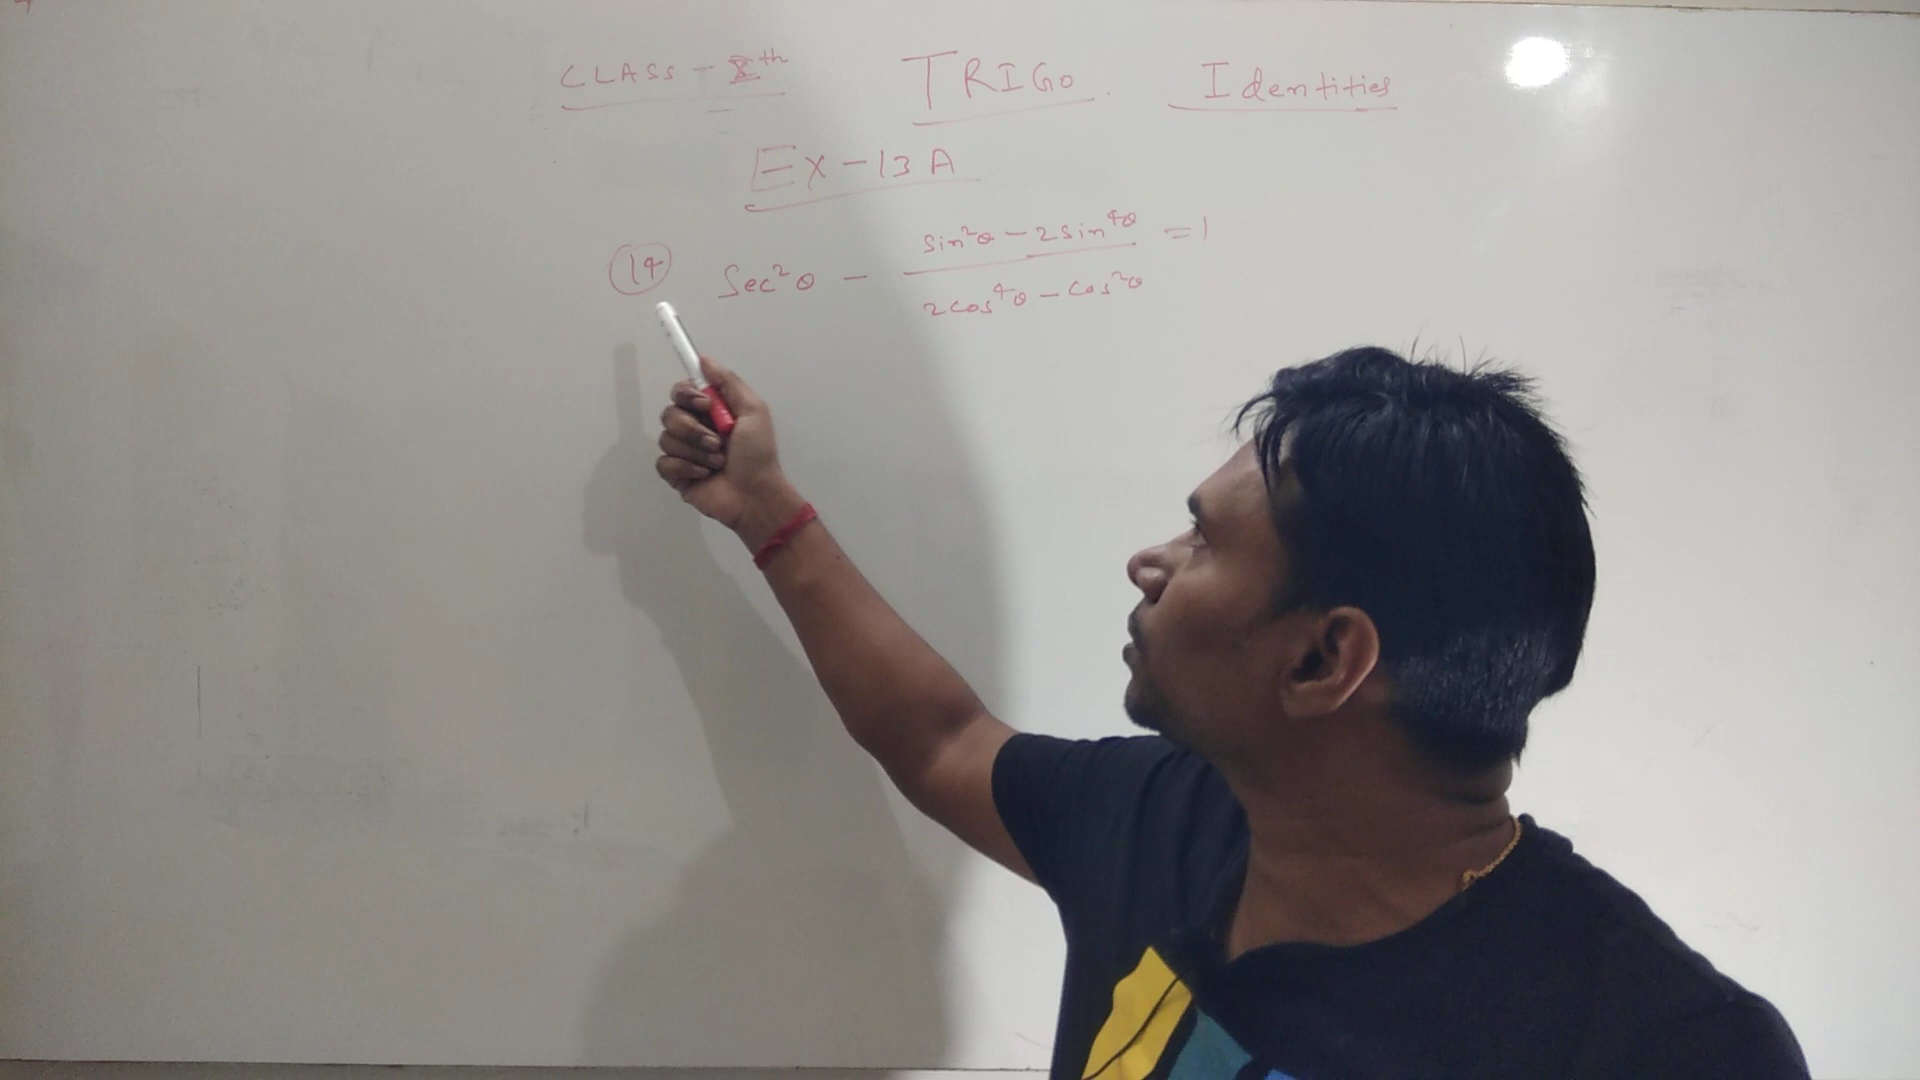 CLASS - Xth TRIGO. Identities
Ex - 13 A
14 Sec²θ - (sin²θ - 2sin⁴θ)/(2cos⁴θ - cos²θ) = 1